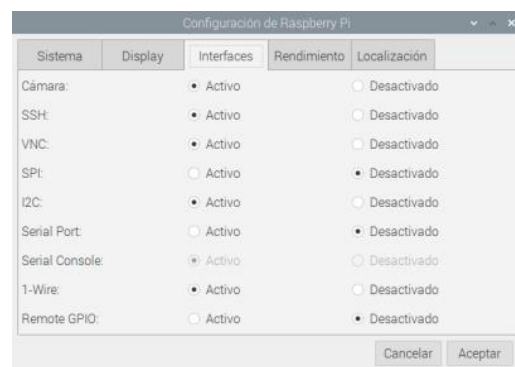 Configuración de Raspberry Pi
Sistema Display Interfaces Rendimiento Localización
Cámara: Activo Desactivado
SSH: Activo Desactivado
VNC: Activo Desactivado
SPI: Activo Desactivado
I2C: Activo Desactivado
Serial Port: Activo Desactivado
Serial Console: Activo Desactivado
1-Wire: Activo Desactivado
Remote GPIO: Activo Desactivado
Cancelar Aceptar